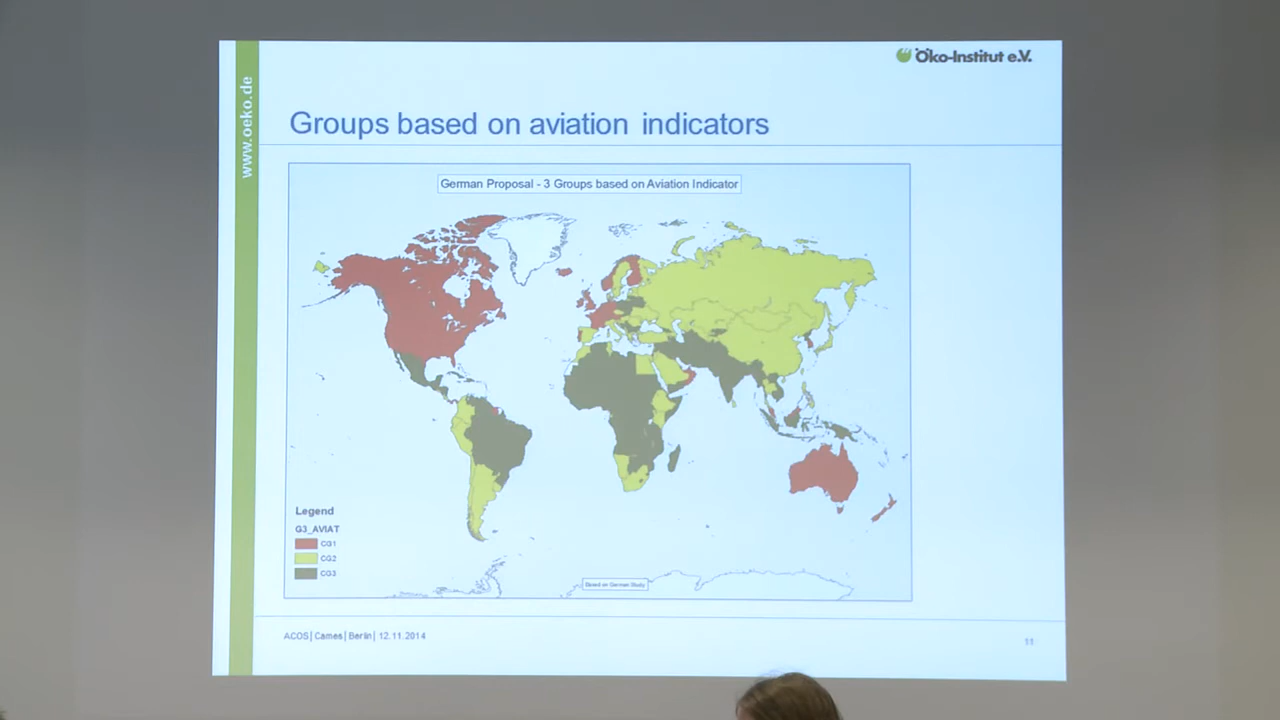 Öko-Institut e.V.
www.oeko.de
Groups based on aviation indicators
German Proposal - 3 Groups based on Aviation Indicator
Legend
G3_AVIAT
CG1
CG2
CG3
Based on German Study
ACOS| Cames| Berlin| 12.11.2014
11